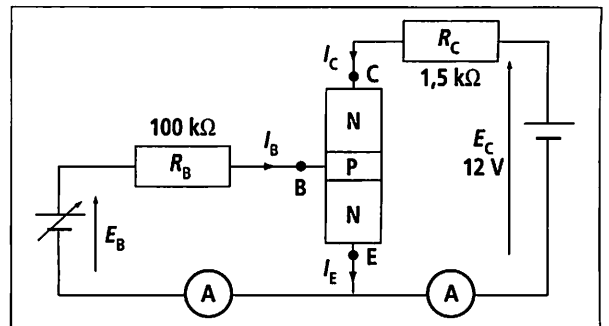 I_C
C
R_C
1,5 kΩ
N
100 kΩ
R_B
I_B
B
P
E_C
12 V
N
E_B
E
I_E
A
A